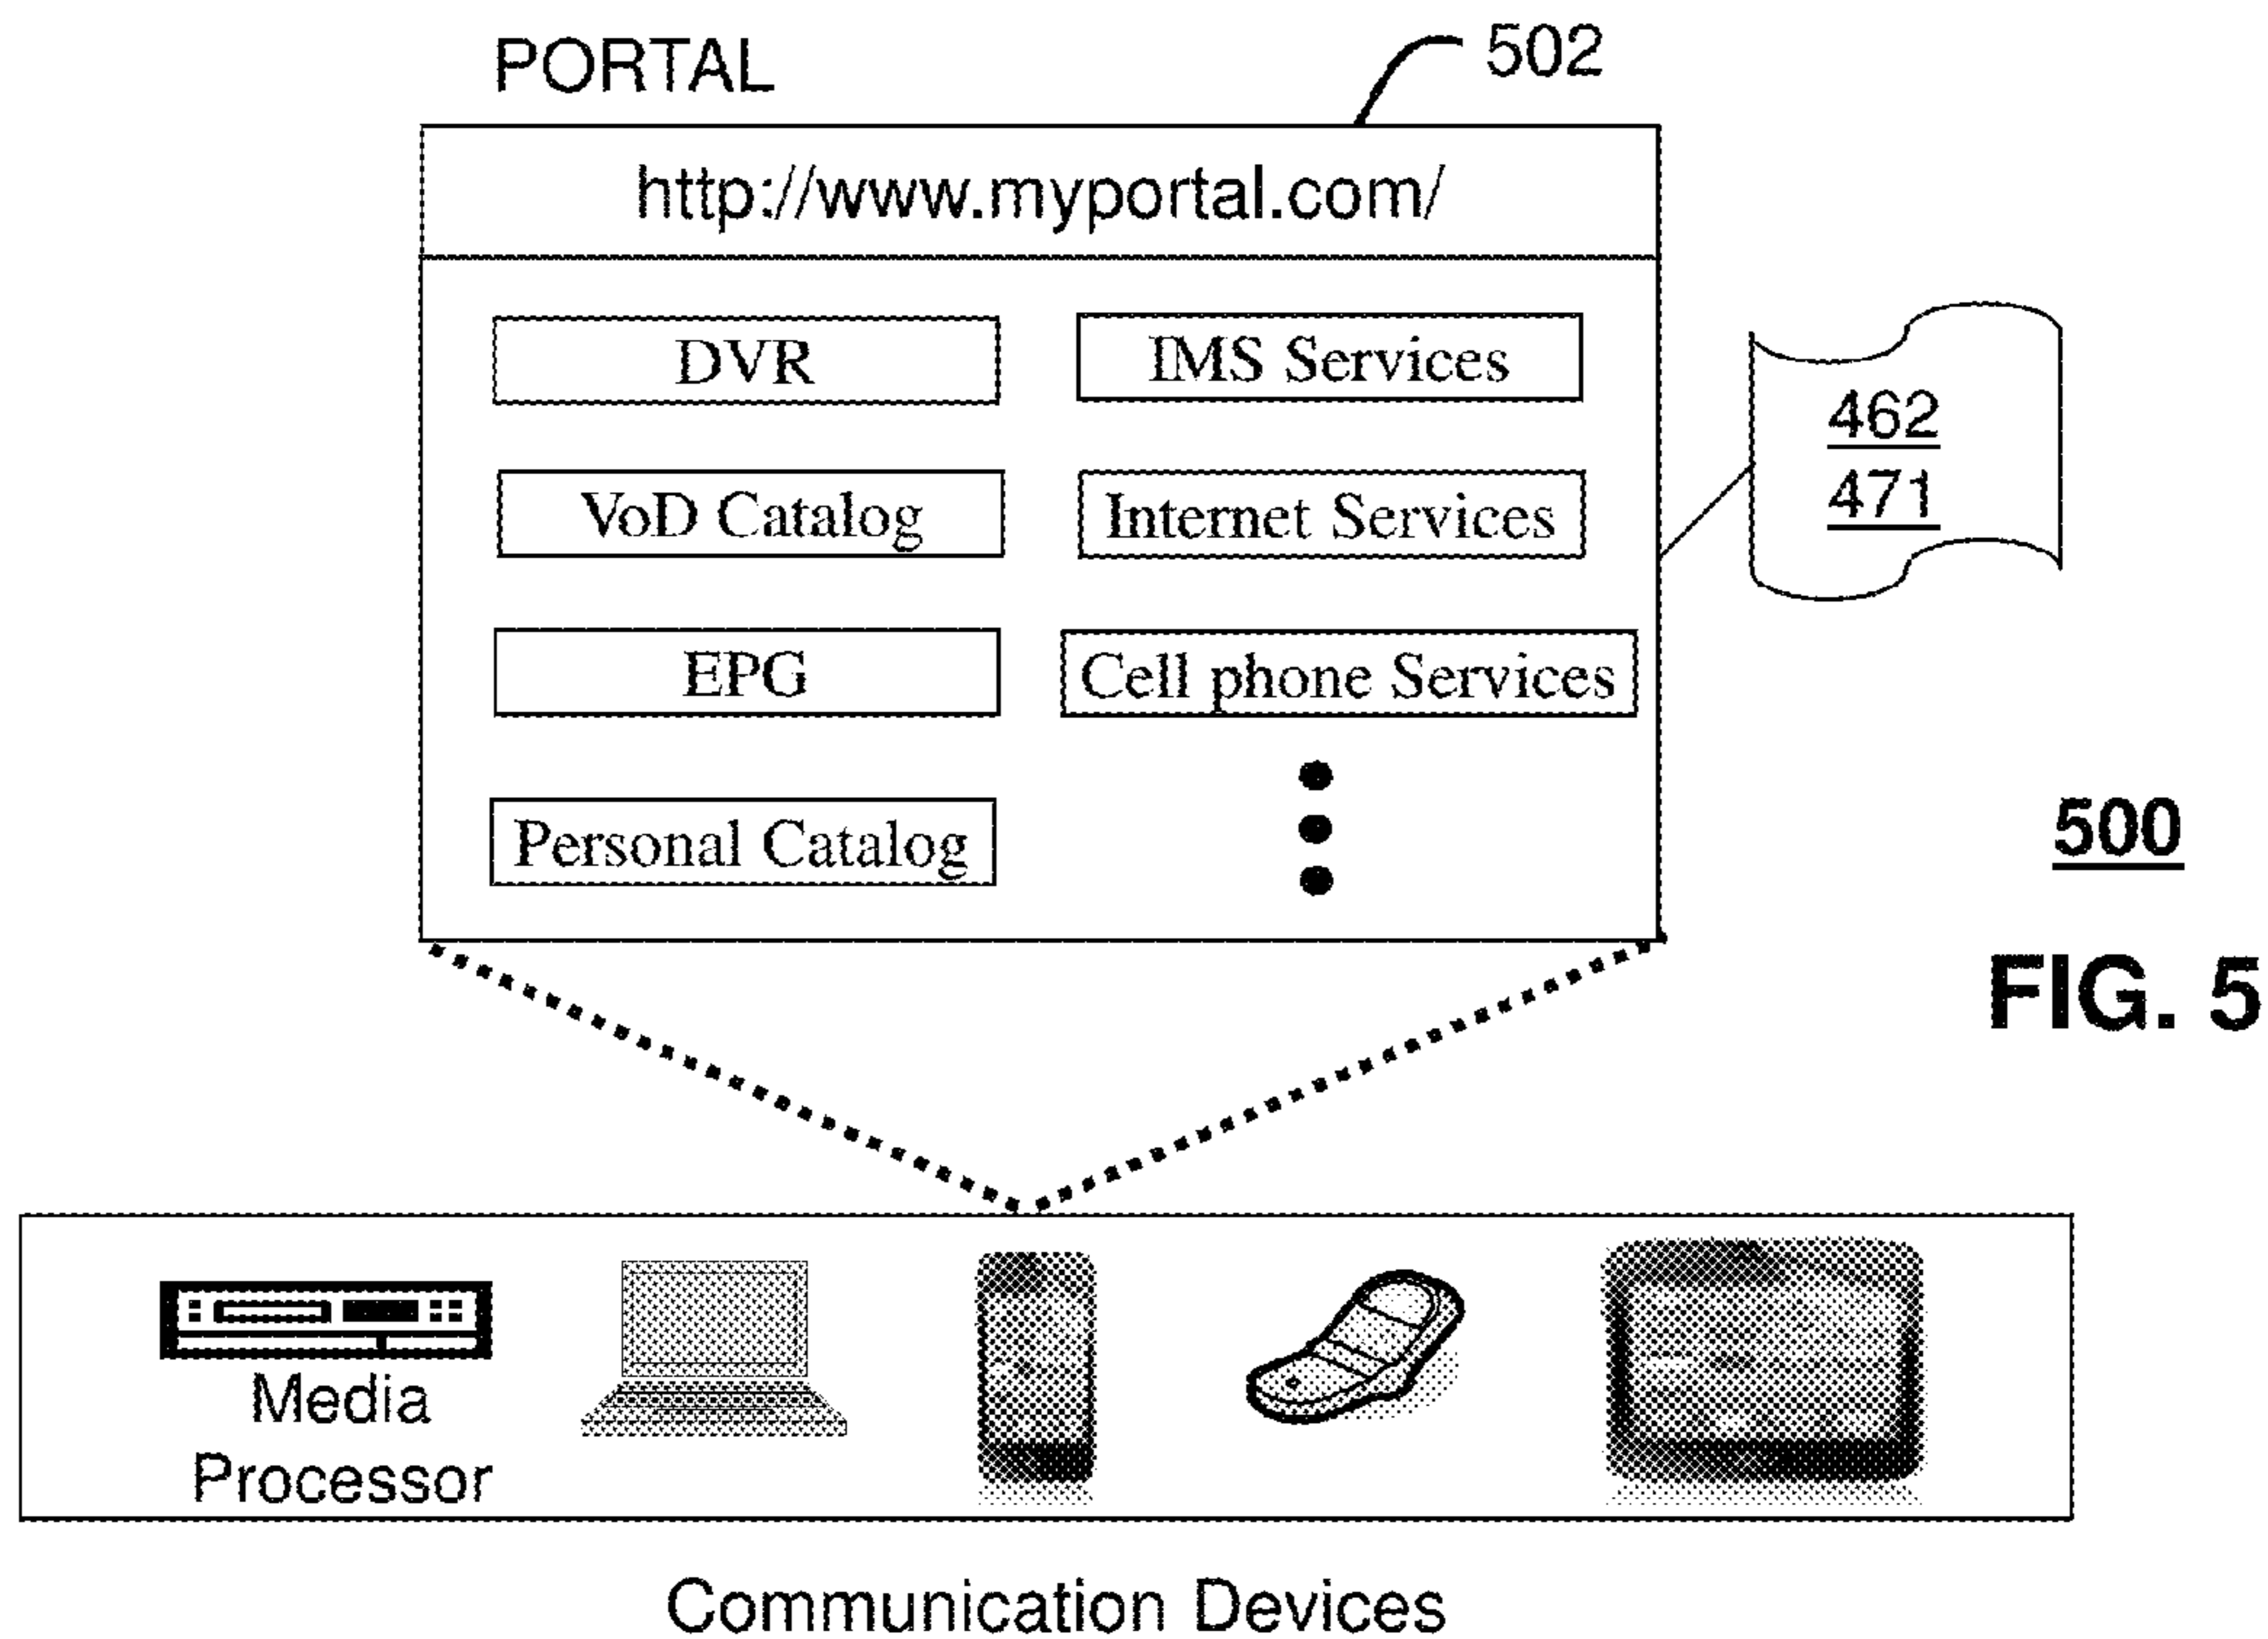 PORTAL
502
http://www.myportal.com/
DVR
IMS Services
VoD Catalog
Internet Services
EPG
Cell phone Services
Personal Catalog
462
471
500
FIG. 5
Media
Processor
Communication Devices